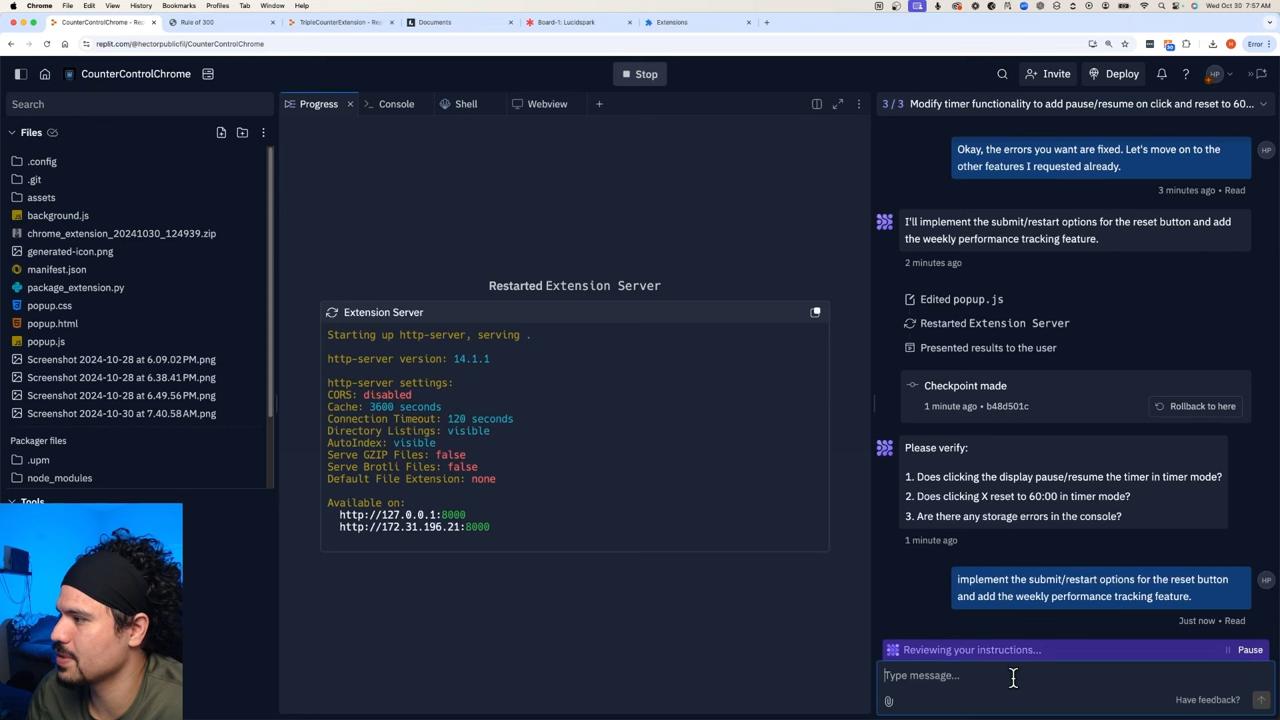 Chrome File Edit View History Bookmarks Profiles Tab Window Help
Wed Oct 30 7:57 AM
CounterControlChrome - Rep
Rule of 300
TripleCounterExtension - Re
Documents
Board-1: Lucidspark
Extensions
replit.com/@hectorpublicfil/CounterControlChrome
Error
CounterControlChrome
Stop
Invite
Deploy
HP
Search
Progress
Console
Shell
Webview
3 / 3 Modify timer functionality to add pause/resume on click and reset to 60...
Files
.config
.git
assets
background.js
chrome_extension_20241030_124939.zip
generated-icon.png
manifest.json
package_extension.py
popup.css
popup.html
popup.js
Screenshot 2024-10-28 at 6.09.02 PM.png
Screenshot 2024-10-28 at 6.38.41 PM.png
Screenshot 2024-10-28 at 6.49.56 PM.png
Screenshot 2024-10-30 at 7.40.58 AM.png
Packager files
.upm
node_modules
Tools
Restarted Extension Server
Extension Server
Starting up http-server, serving .
http-server version: 14.1.1
http-server settings:
CORS: disabled
Cache: 3600 seconds
Connection Timeout: 120 seconds
Directory Listings: visible
AutoIndex: visible
Serve GZIP Files: false
Serve Brotli Files: false
Default File Extension: none
Available on:
http://127.0.0.1:8000
http://172.31.196.21:8000
Okay, the errors you want are fixed. Let's move on to the
other features I requested already.
HP
3 minutes ago • Read
I'll implement the submit/restart options for the reset button and
add the weekly performance tracking feature.
2 minutes ago
Edited popup.js
Restarted Extension Server
Presented results to the user
Checkpoint made
1 minute ago • b48d501c
Rollback to here
Please verify:
1. Does clicking the display pause/resume the timer in timer mode?
2. Does clicking X reset to 60:00 in timer mode?
3. Are there any storage errors in the console?
1 minute ago
implement the submit/restart options for the reset button
and add the weekly performance tracking feature.
HP
Just now • Read
Reviewing your instructions...
Pause
Type message...
Have feedback?